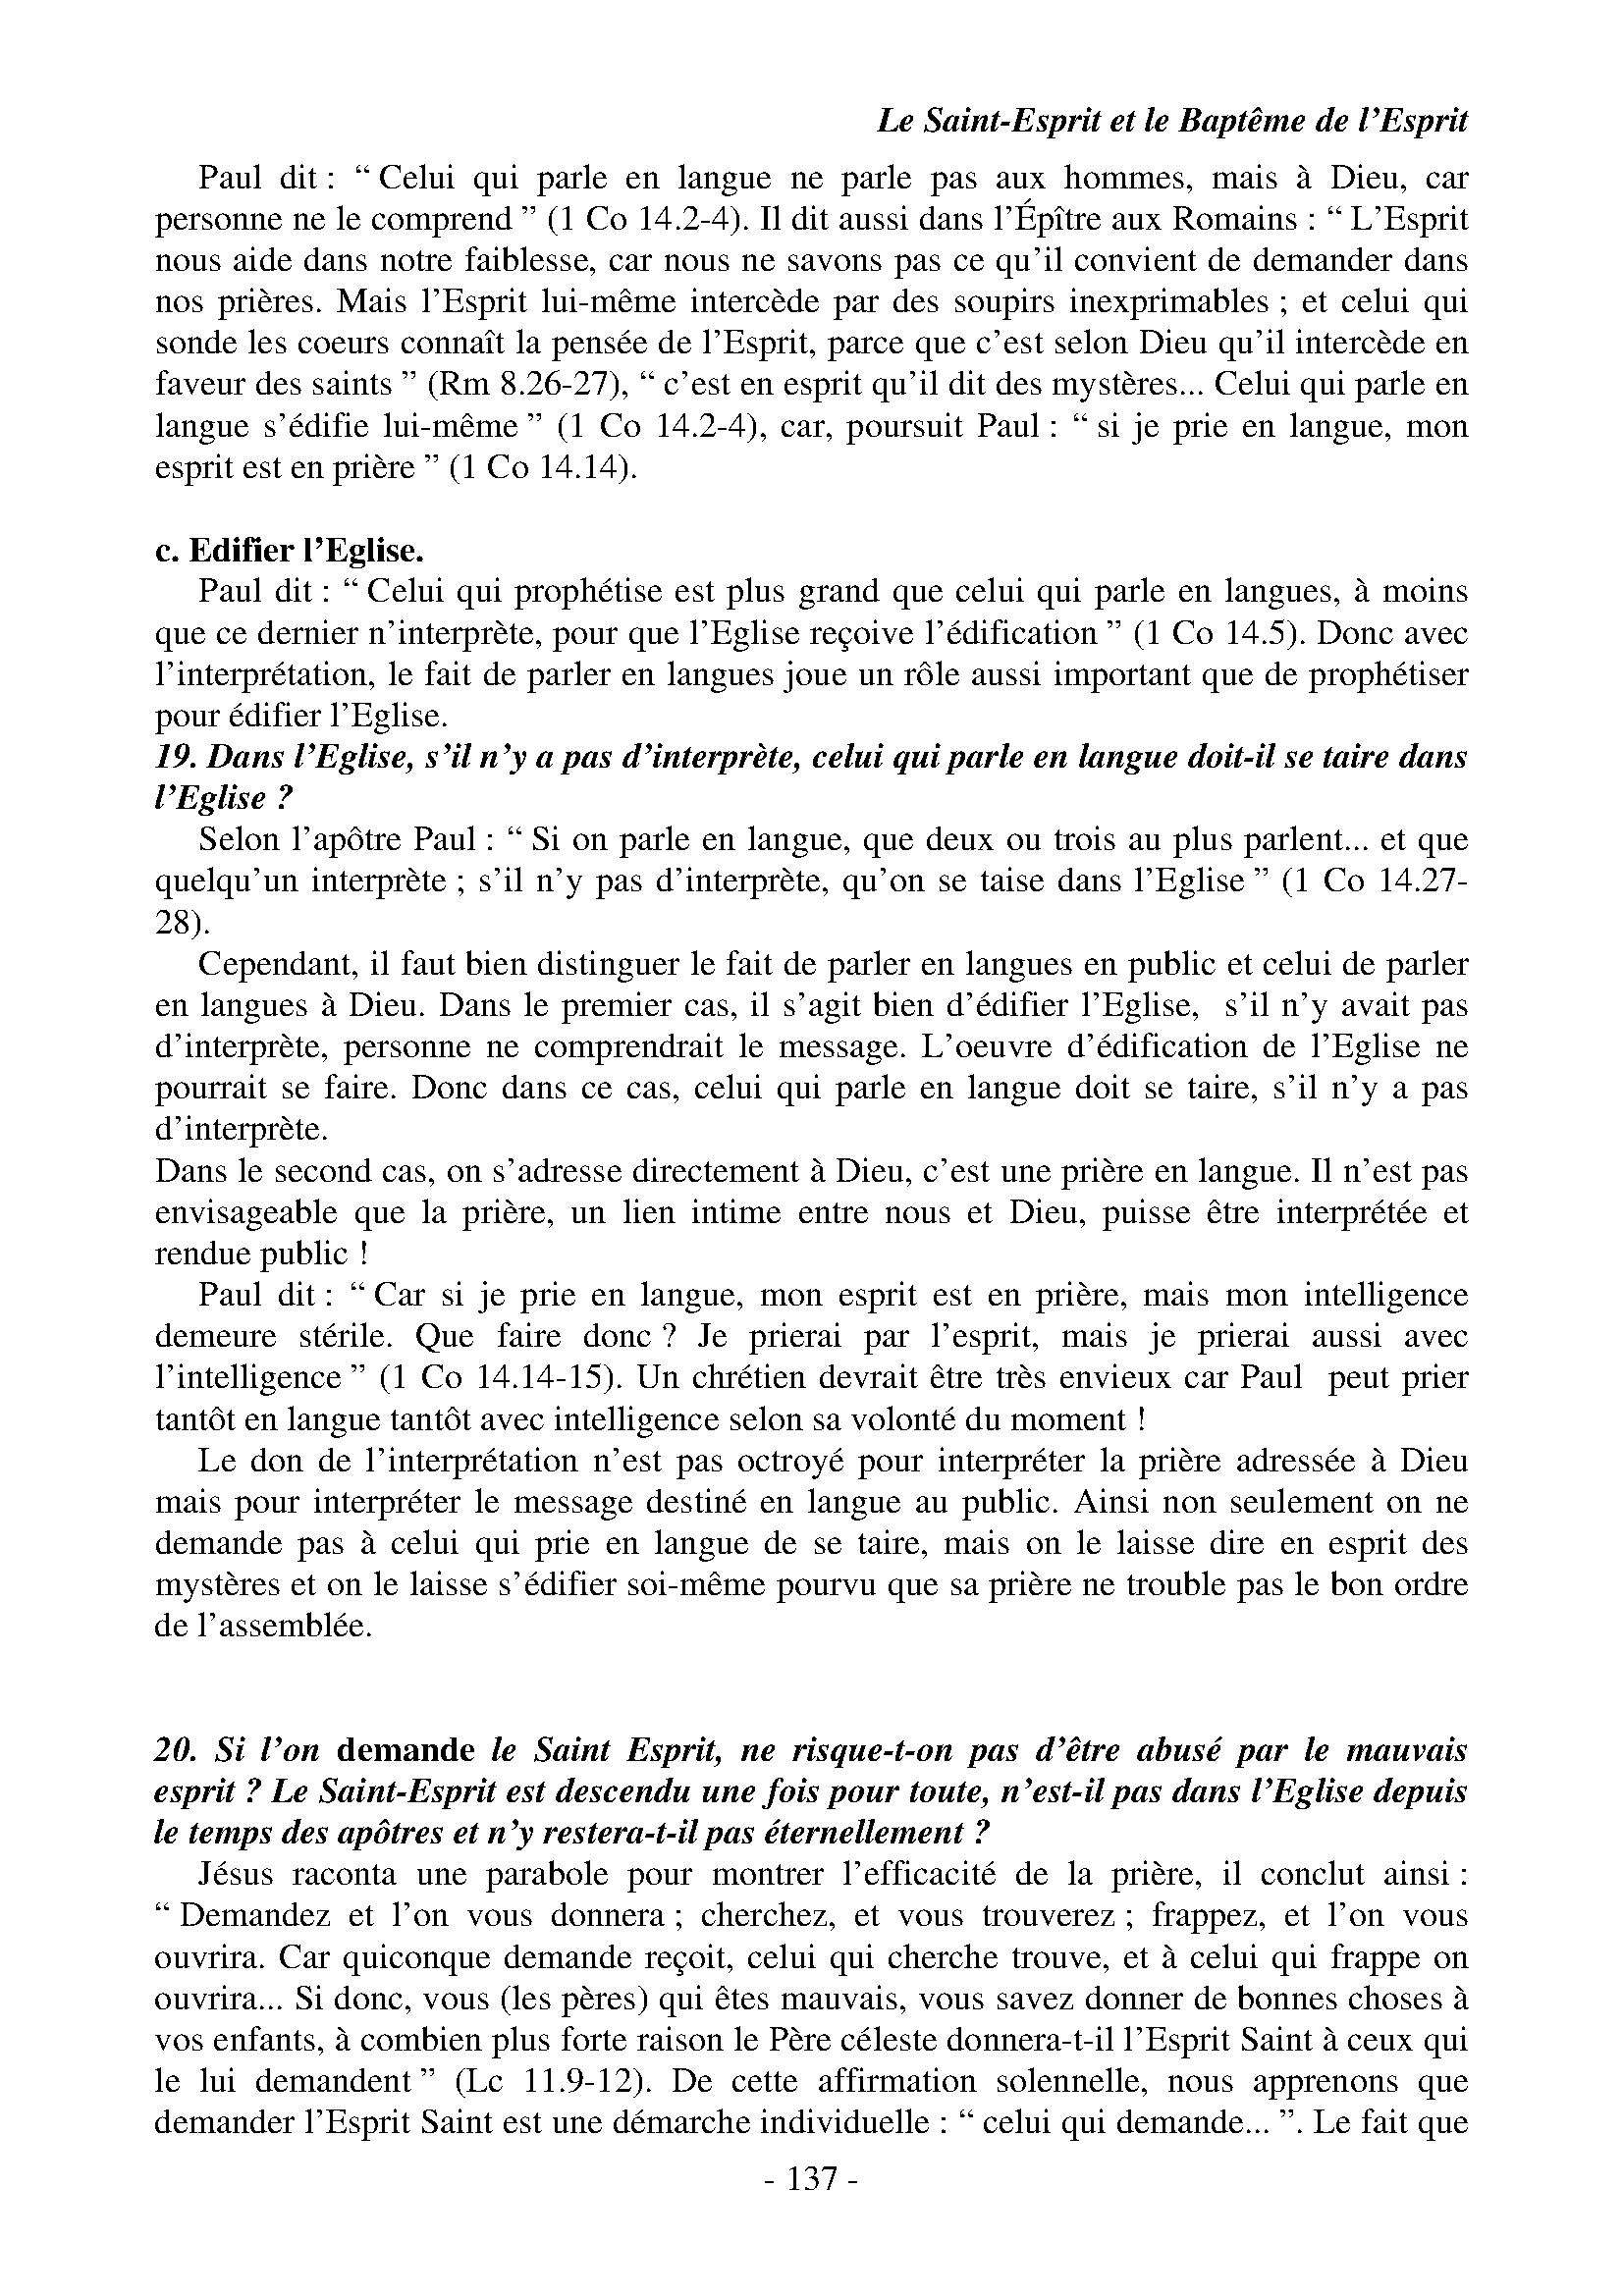 Le Saint-Esprit et le Baptême de l’Esprit
Paul dit : “ Celui qui parle en langue ne parle pas aux hommes, mais à Dieu, car
personne ne le comprend ” (1 Co 14.2-4). Il dit aussi dans l’Épître aux Romains : “ L’Esprit
nous aide dans notre faiblesse, car nous ne savons pas ce qu’il convient de demander dans
nos prières. Mais l’Esprit lui-même intercède par des soupirs inexprimables ; et celui qui
sonde les coeurs connaît la pensée de l’Esprit, parce que c’est selon Dieu qu’il intercède en
faveur des saints ” (Rm 8.26-27), “ c’est en esprit qu’il dit des mystères... Celui qui parle en
langue s’édifie lui-même ” (1 Co 14.2-4), car, poursuit Paul : “ si je prie en langue, mon
esprit est en prière ” (1 Co 14.14).
c. Edifier l’Eglise.
Paul dit : “ Celui qui prophétise est plus grand que celui qui parle en langues, à moins
que ce dernier n’interprète, pour que l’Eglise reçoive l’édification ” (1 Co 14.5). Donc avec
l’interprétation, le fait de parler en langues joue un rôle aussi important que de prophétiser
pour édifier l’Eglise.
19. Dans l’Eglise, s’il n’y a pas d’interprète, celui qui parle en langue doit-il se taire dans
l’Eglise ?
Selon l’apôtre Paul : “ Si on parle en langue, que deux ou trois au plus parlent... et que
quelqu’un interprète ; s’il n’y pas d’interprète, qu’on se taise dans l’Eglise ” (1 Co 14.27-
28).
Cependant, il faut bien distinguer le fait de parler en langues en public et celui de parler
en langues à Dieu. Dans le premier cas, il s’agit bien d’édifier l’Eglise,  s’il n’y avait pas
d’interprète, personne ne comprendrait le message. L’oeuvre d’édification de l’Eglise ne
pourrait se faire. Donc dans ce cas, celui qui parle en langue doit se taire, s’il n’y a pas
d’interprète.
Dans le second cas, on s’adresse directement à Dieu, c’est une prière en langue. Il n’est pas
envisageable que la prière, un lien intime entre nous et Dieu, puisse être interprétée et
rendue public !
Paul dit : “ Car si je prie en langue, mon esprit est en prière, mais mon intelligence
demeure stérile. Que faire donc ? Je prierai par l’esprit, mais je prierai aussi avec
l’intelligence ” (1 Co 14.14-15). Un chrétien devrait être très envieux car Paul  peut prier
tantôt en langue tantôt avec intelligence selon sa volonté du moment !
Le don de l’interprétation n’est pas octroyé pour interpréter la prière adressée à Dieu
mais pour interpréter le message destiné en langue au public. Ainsi non seulement on ne
demande pas à celui qui prie en langue de se taire, mais on le laisse dire en esprit des
mystères et on le laisse s’édifier soi-même pourvu que sa prière ne trouble pas le bon ordre
de l’assemblée.
20. Si l’on demande le Saint Esprit, ne risque-t-on pas d’être abusé par le mauvais
esprit ? Le Saint-Esprit est descendu une fois pour toute, n’est-il pas dans l’Eglise depuis
le temps des apôtres et n’y restera-t-il pas éternellement ?
Jésus raconta une parabole pour montrer l’efficacité de la prière, il conclut ainsi :
“ Demandez et l’on vous donnera ; cherchez, et vous trouverez ; frappez, et l’on vous
ouvrira. Car quiconque demande reçoit, celui qui cherche trouve, et à celui qui frappe on
ouvrira... Si donc, vous (les pères) qui êtes mauvais, vous savez donner de bonnes choses à
vos enfants, à combien plus forte raison le Père céleste donnera-t-il l’Esprit Saint à ceux qui
le lui demandent ” (Lc 11.9-12). De cette affirmation solennelle, nous apprenons que
demander l’Esprit Saint est une démarche individuelle : “ celui qui demande... ”. Le fait que
- 137 -